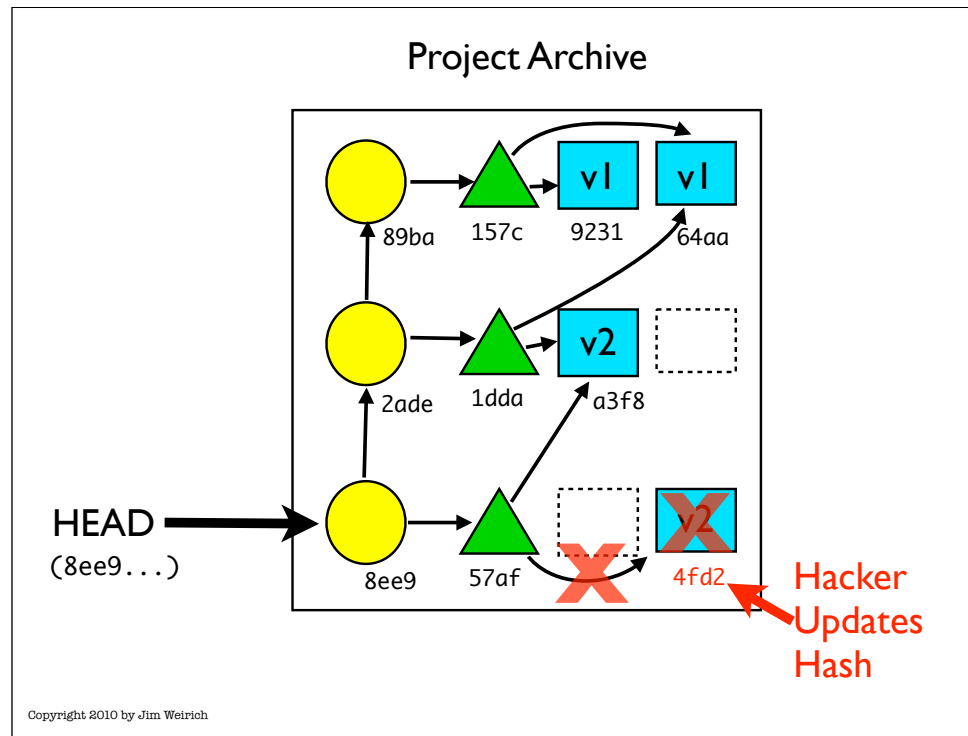 Project Archive
v1 v1
89ba 157c 9231 64aa
v2
2ade 1dda a3f8
HEAD
(8ee9...)
v2
8ee9 57af 4fd2
Hacker
Updates
Hash
Copyright 2010 by Jim Weirich